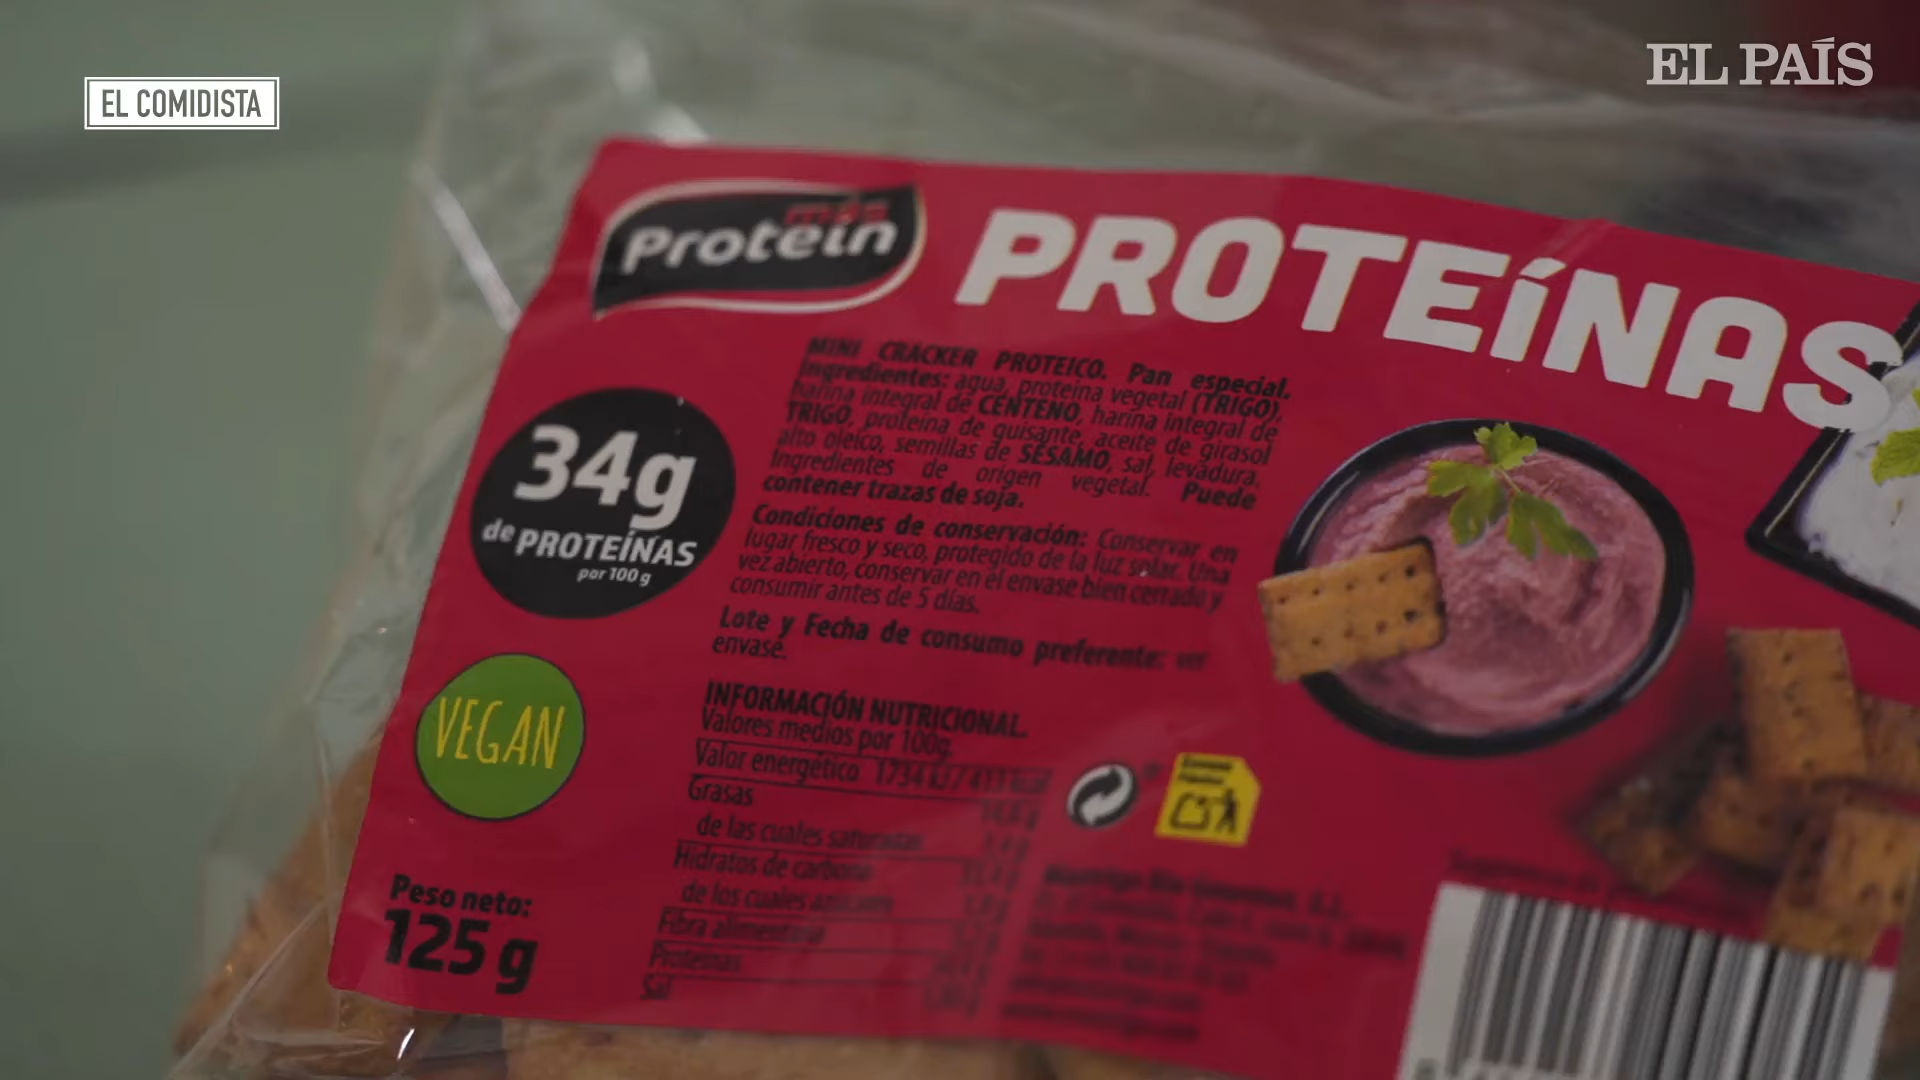 EL COMIDISTA
EL PAÍS
más
Protein
PROTEÍNAS
MINI CRACKER PROTEICO. Pan especial.
Ingredientes: agua, proteína vegetal (TRIGO),
harina integral de CENTENO, harina integral de
TRIGO, proteína de guisante, aceite de girasol
alto oleico, semillas de SÉSAMO, sal, levadura.
Ingredientes de origen vegetal. Puede
contener trazas de soja.
34g
de PROTEÍNAS
por 100 g
Condiciones de conservación: Conservar en
lugar fresco y seco, protegido de la luz solar. Una
vez abierto, conservar en el envase bien cerrado y
consumir antes de 5 días.
Lote y Fecha de consumo preferente: ver
envase.
VEGAN
INFORMACIÓN NUTRICIONAL.
Valores medios por 100g.
Valor energético 1734 kJ / 411 kcal
Grasas
de las cuales saturadas
Hidratos de carbono
de los cuales azúcares
Fibra alimentaria
Proteínas
Sal
Peso neto:
125 g